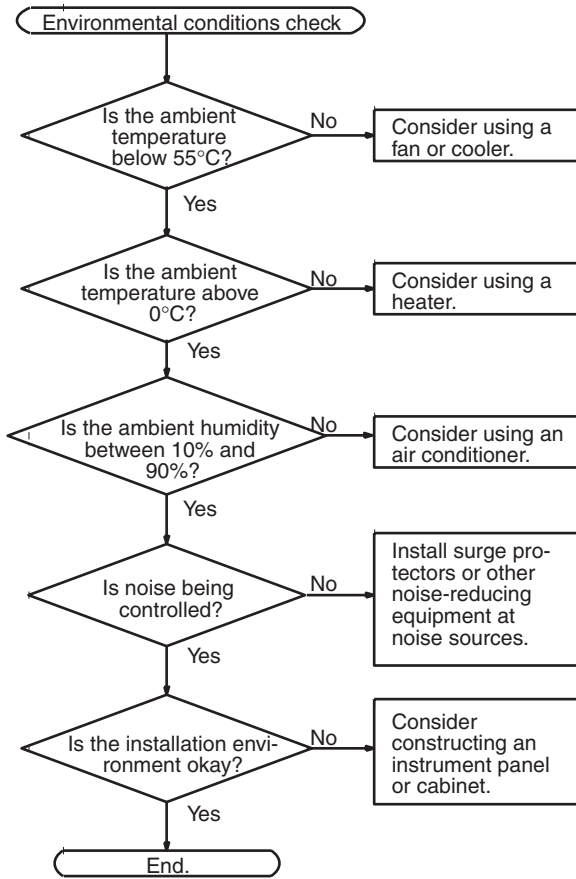 Environmental conditions check
Is the ambient
temperature
below 55°C?
No
Consider using a
fan or cooler.
Yes
Is the ambient
temperature above
0°C?
No
Consider using a
heater.
Yes
Is the ambient humidity
between 10% and
90%?
No
Consider using an
air conditioner.
Yes
Is noise being
controlled?
No
Install surge pro-
tectors or other
noise-reducing
equipment at
noise sources.
Yes
Is the installation envi-
ronment okay?
No
Consider
constructing an
instrument panel
or cabinet.
Yes
End.